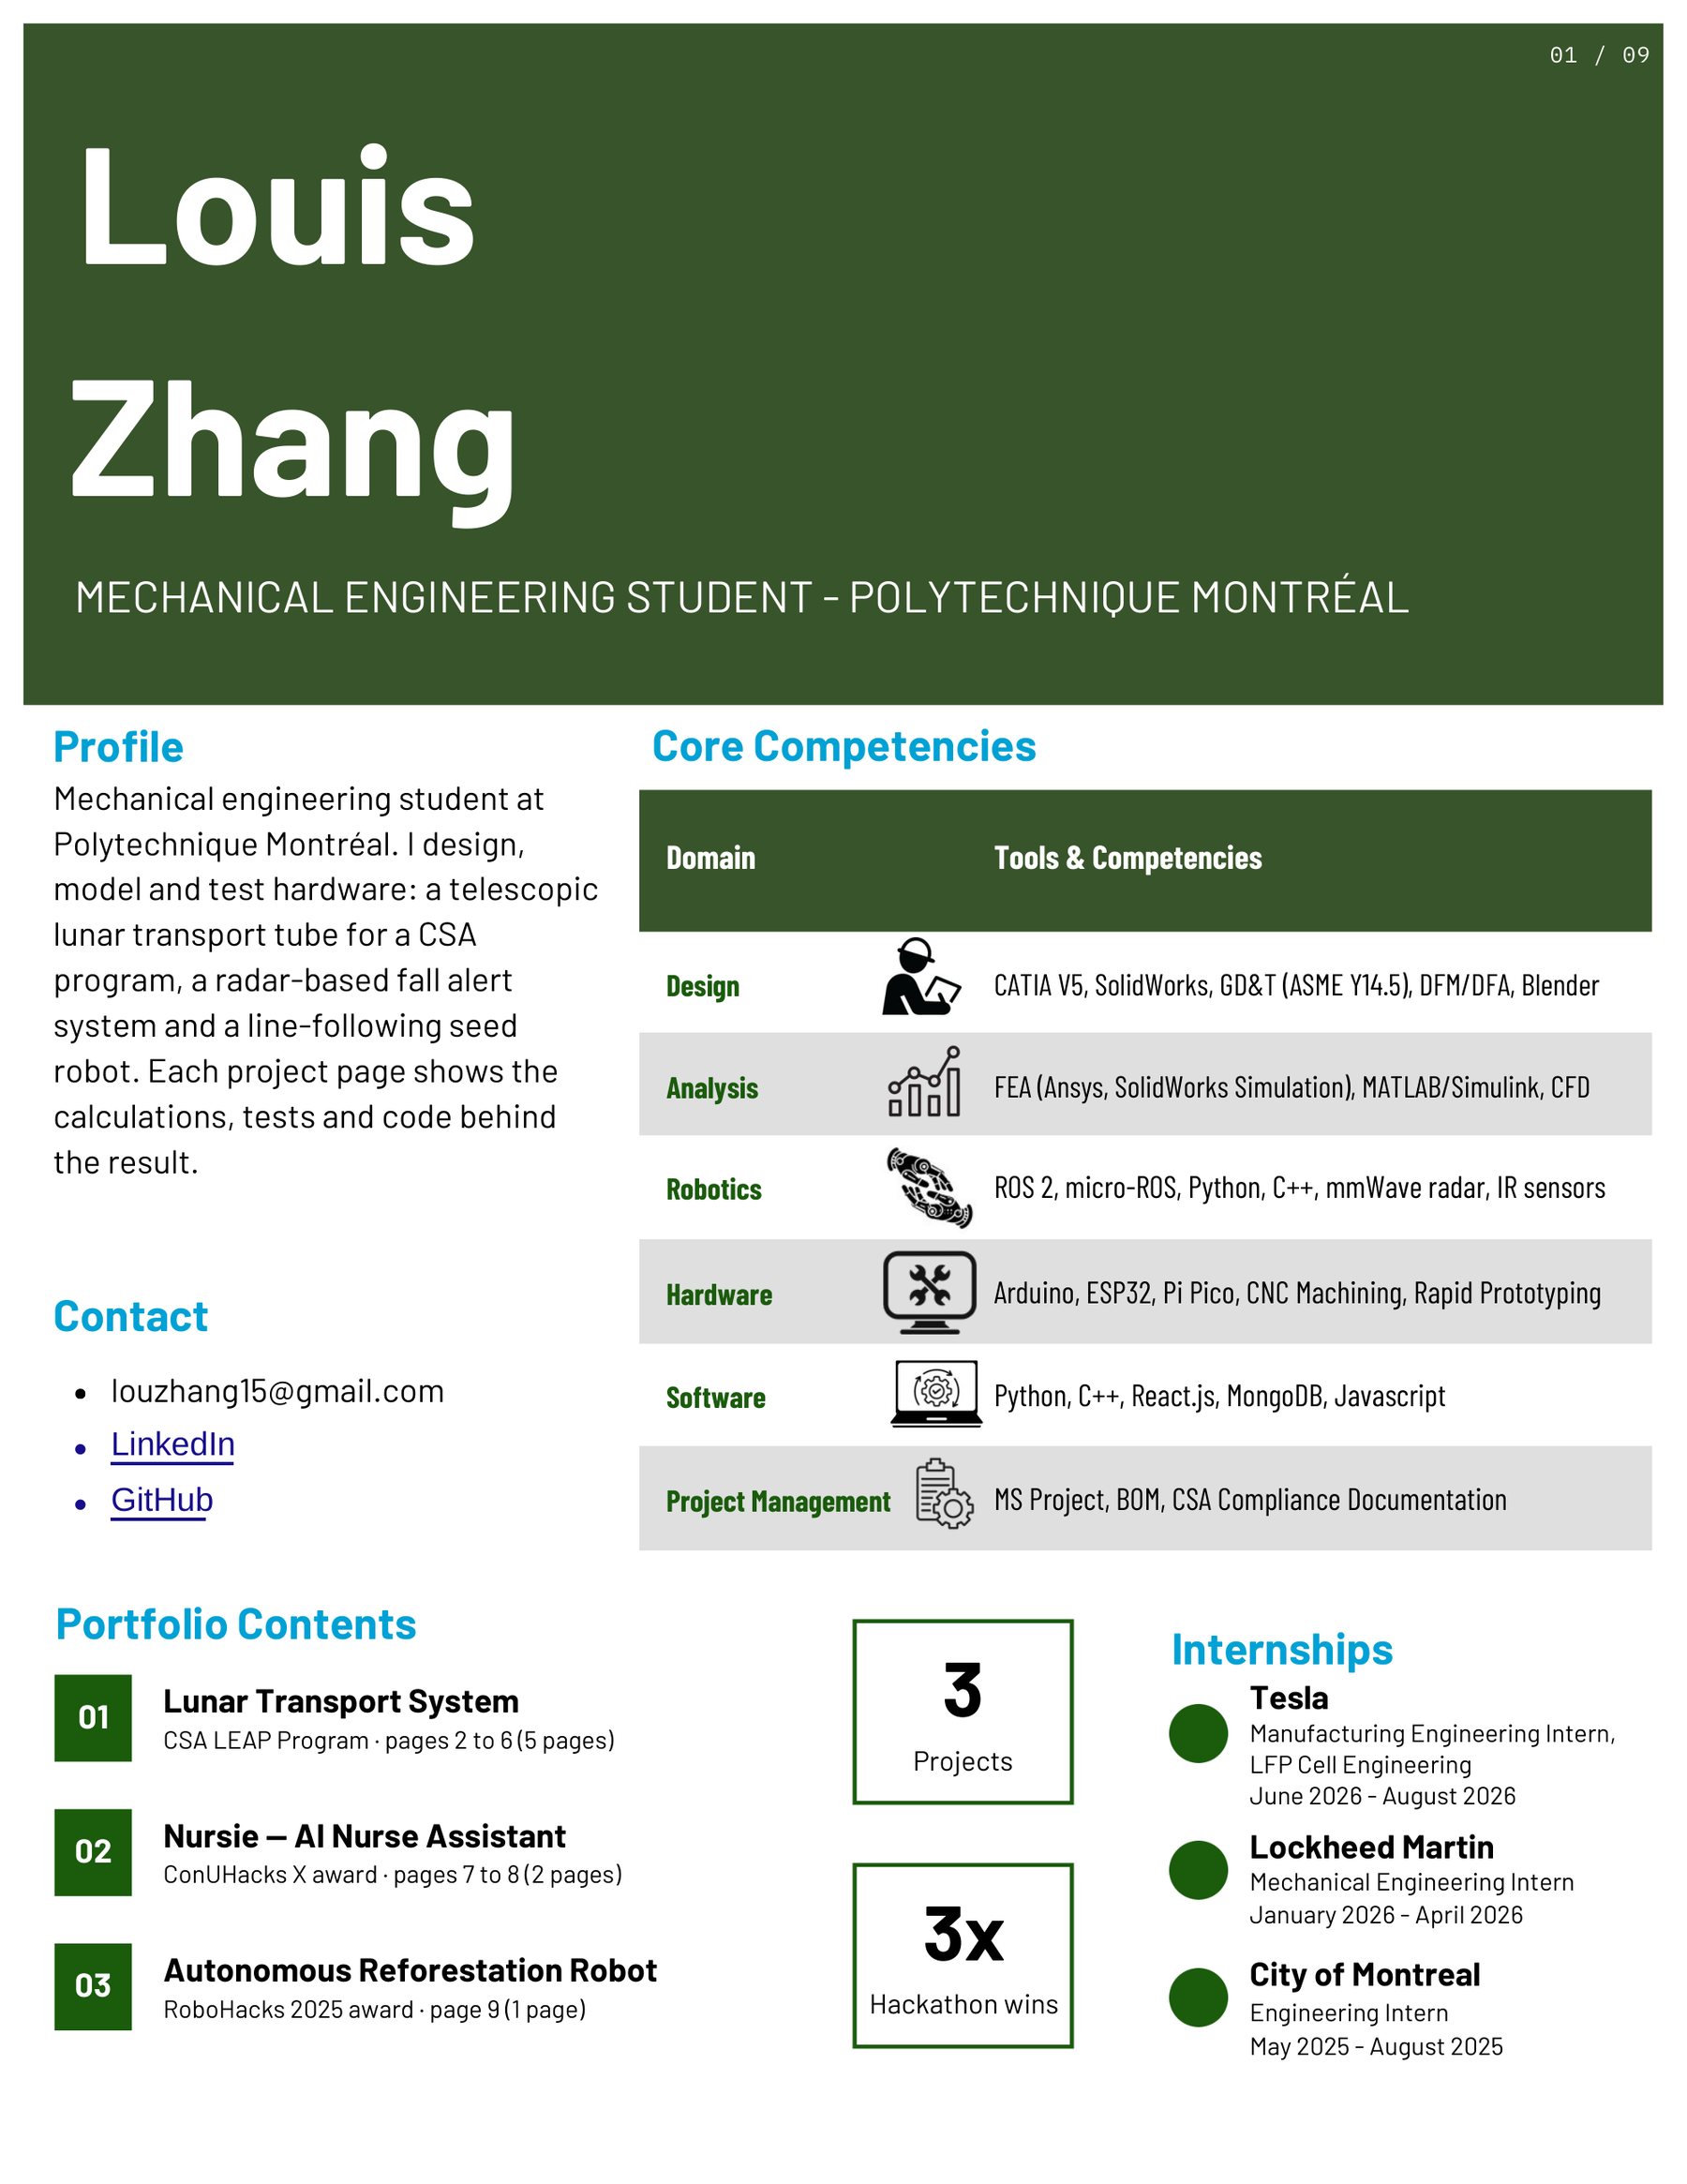 01 / 09
Louis
Zhang
MECHANICAL ENGINEERING STUDENT - POLYTECHNIQUE MONTRÉAL
Profile
Mechanical engineering student at
Polytechnique Montréal. I design,
model and test hardware: a telescopic
lunar transport tube for a CSA
program, a radar-based fall alert
system and a line-following seed
robot. Each project page shows the
calculations, tests and code behind
the result.
Contact
• louzhang15@gmail.com
• LinkedIn
• GitHub
Core Competencies
Domain Tools & Competencies
Design CATIA V5, SolidWorks, GD&T (ASME Y14.5), DFM/DFA, Blender
Analysis FEA (Ansys, SolidWorks Simulation), MATLAB/Simulink, CFD
Robotics ROS 2, micro-ROS, Python, C++, mmWave radar, IR sensors
Hardware Arduino, ESP32, Pi Pico, CNC Machining, Rapid Prototyping
Software Python, C++, React.js, MongoDB, Javascript
Project Management MS Project, BOM, CSA Compliance Documentation
Portfolio Contents
01 Lunar Transport System
CSA LEAP Program · pages 2 to 6 (5 pages)
02 Nursie — AI Nurse Assistant
ConUHacks X award · pages 7 to 8 (2 pages)
03 Autonomous Reforestation Robot
RoboHacks 2025 award · page 9 (1 page)
3
Projects
3x
Hackathon wins
Internships
Tesla
Manufacturing Engineering Intern,
LFP Cell Engineering
June 2026 - August 2026
Lockheed Martin
Mechanical Engineering Intern
January 2026 - April 2026
City of Montreal
Engineering Intern
May 2025 - August 2025